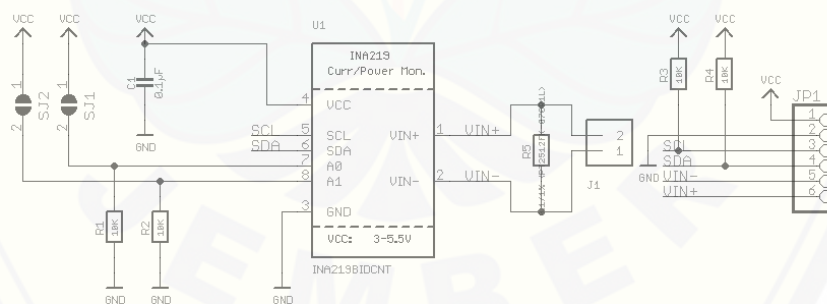 VCC
VCC
VCC
U1
VCC
VCC
INA219
Curr/Power Mon.
1
SJ2
2
1
SJ1
2
C1
0.1µF
GND
4
VCC
SCL
5
SCL
SDA
6
SDA
7
A0
8
A1
3
GND
VIN+
1
VIN+
VIN-
2
VIN-
VCC: 3-5.5V
INA219BIDCNT
R1
10K
GND
R2
10K
GND
GND
R5
2
1
J1
R3
10K
R4
10K
VCC
JP1
1
2
SCL
3
SDA
4
GND
VIN-
5
VIN+
6
EMBER